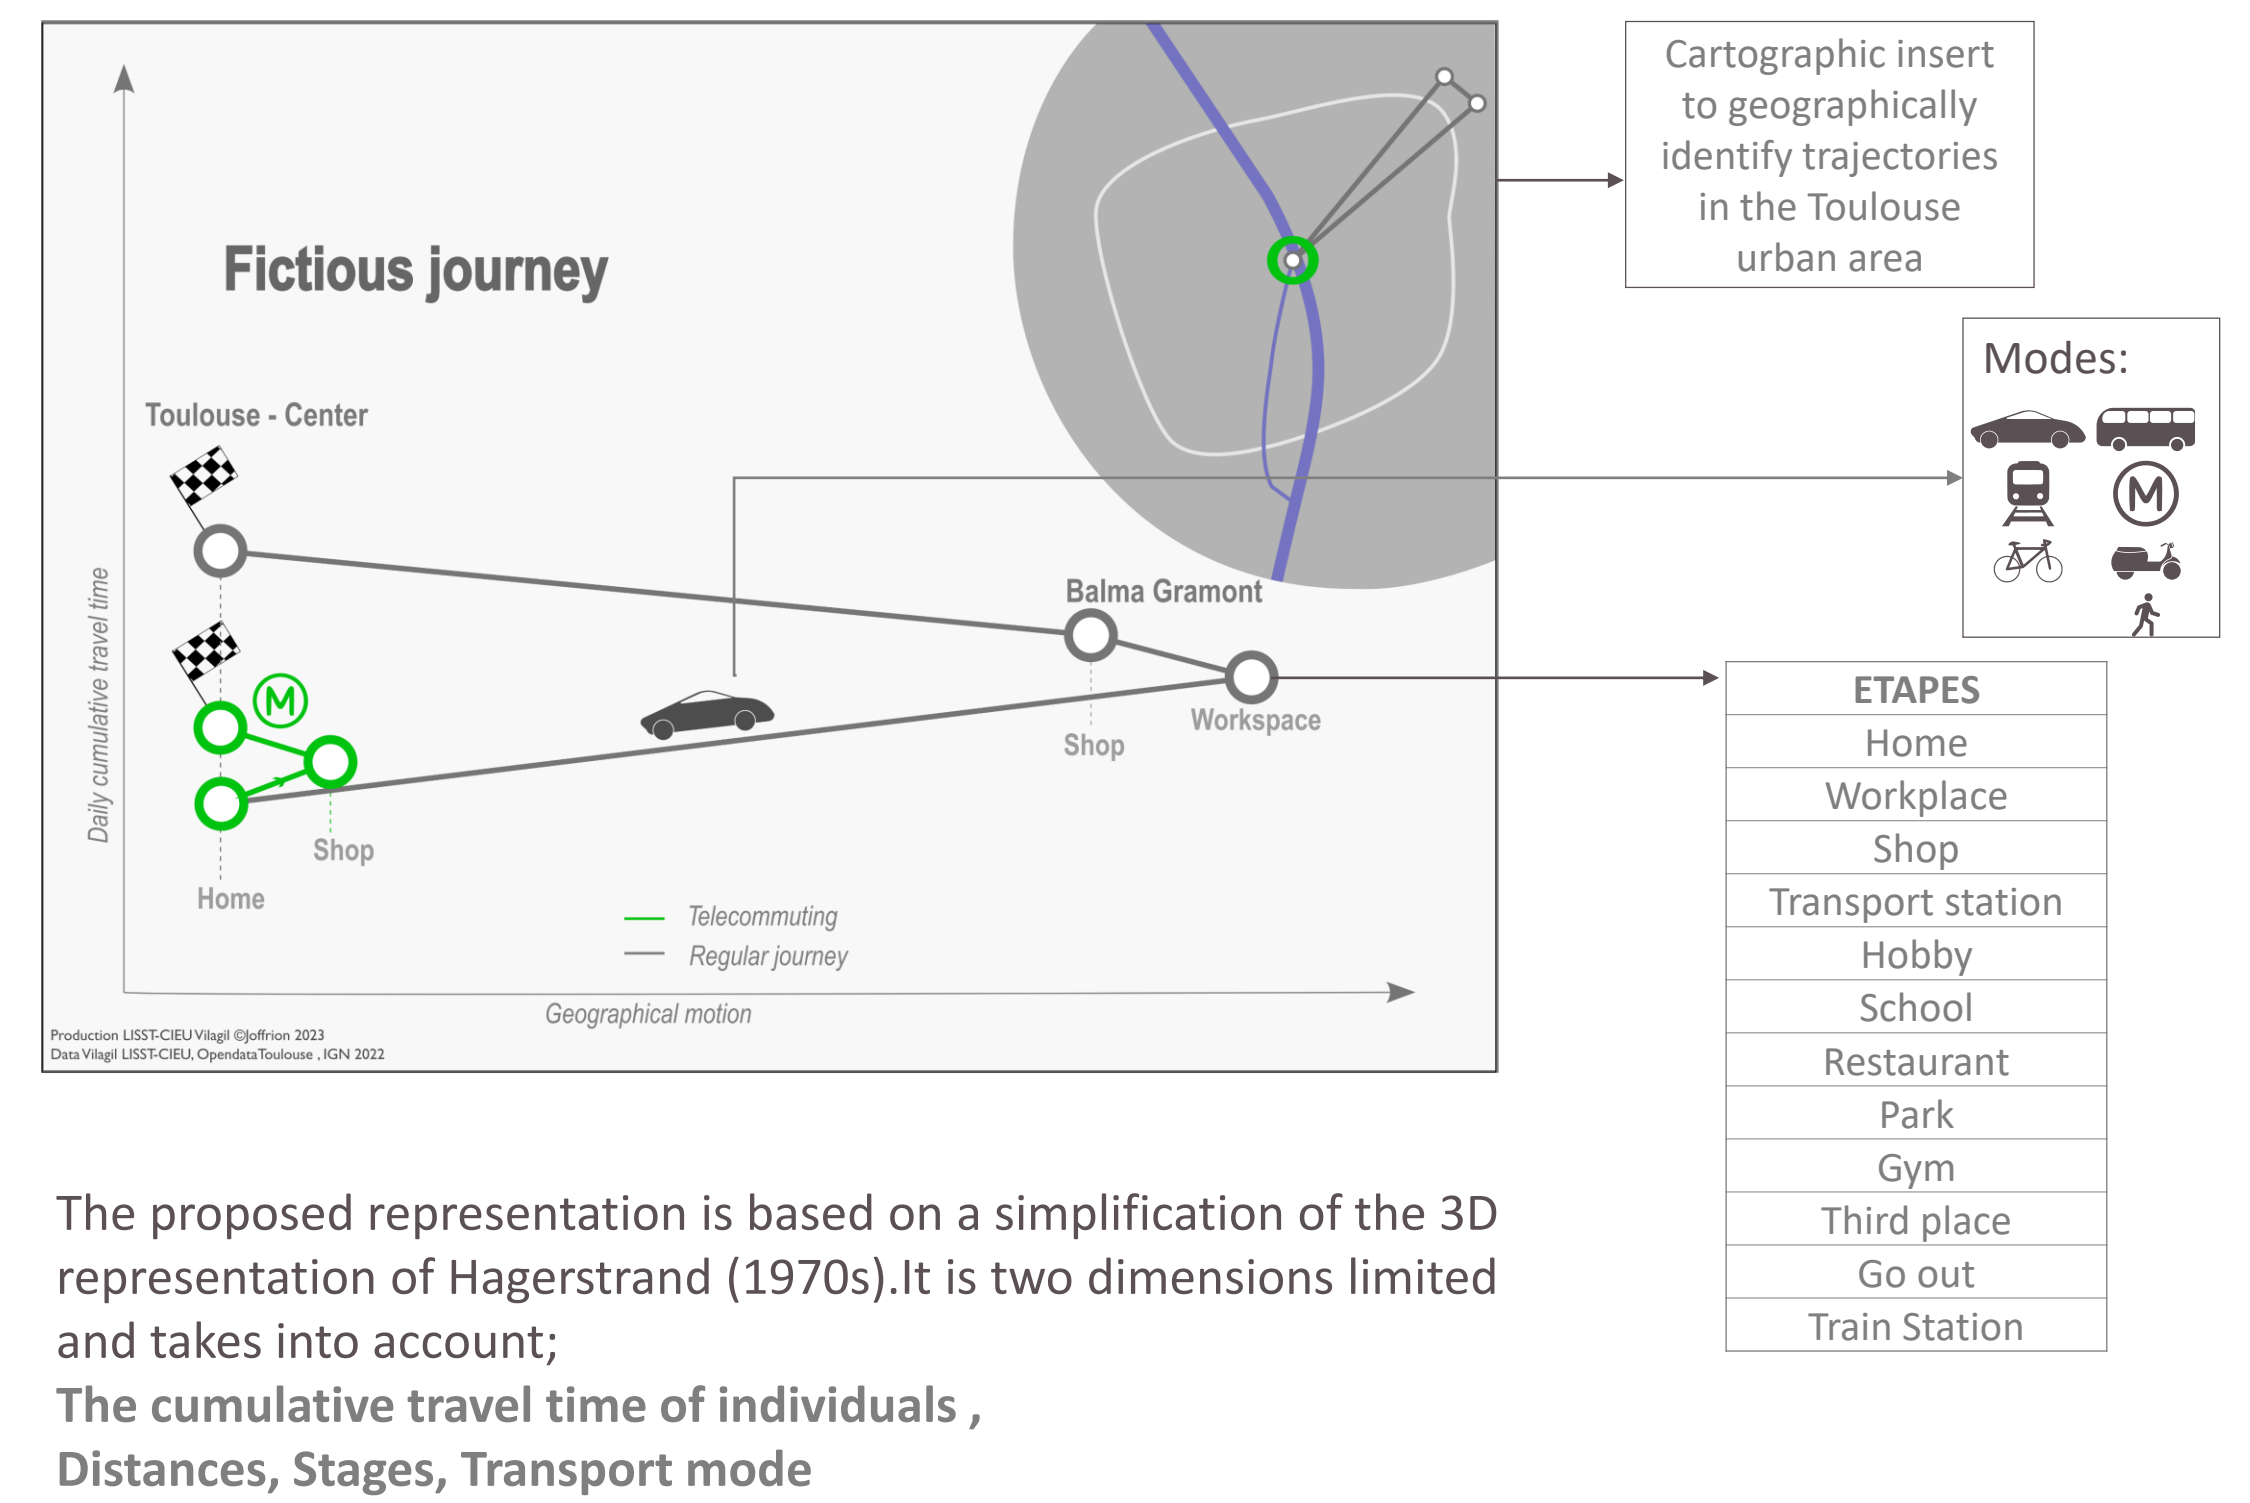 Fictious journey
Toulouse - Center
M
Balma Gramont
Workspace
Shop
Shop
Home
Telecommuting
Regular journey
Daily cumulative travel time
Geographical motion
Production LISST-CIEU Vilagil ©Joffrion 2023
Data Vilagil LISST-CIEU, OpendataToulouse , IGN 2022
Cartographic insert
to geographically
identify trajectories
in the Toulouse
urban area
Modes:
M
ETAPES
Home
Workplace
Shop
Transport station
Hobby
School
Restaurant
Park
Gym
Third place
Go out
Train Station
The proposed representation is based on a simplification of the 3D
representation of Hagerstrand (1970s).It is two dimensions limited
and takes into account;
The cumulative travel time of individuals ,
Distances, Stages, Transport mode